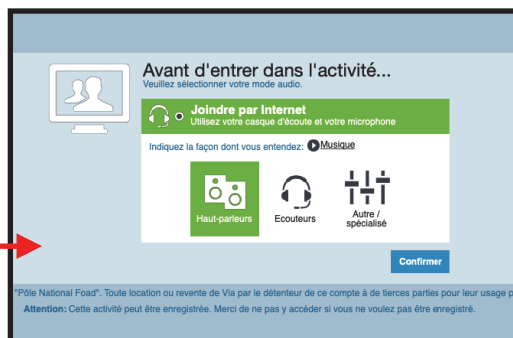 Avant d'entrer dans l'activité...
Veuillez sélectionner votre mode audio.
Joindre par Internet
Utilisez votre casque d'écoute et votre microphone
Indiquez la façon dont vous entendez: Musique
Haut-parleurs
Ecouteurs
Autre /
spécialisé
Confirmer
"Pôle National Foad". Toute location ou revente de Via par le détenteur de ce compte à de tierces parties pour leur usage p
Attention: Cette activité peut être enregistrée. Merci de ne pas y accéder si vous ne voulez pas être enregistré.